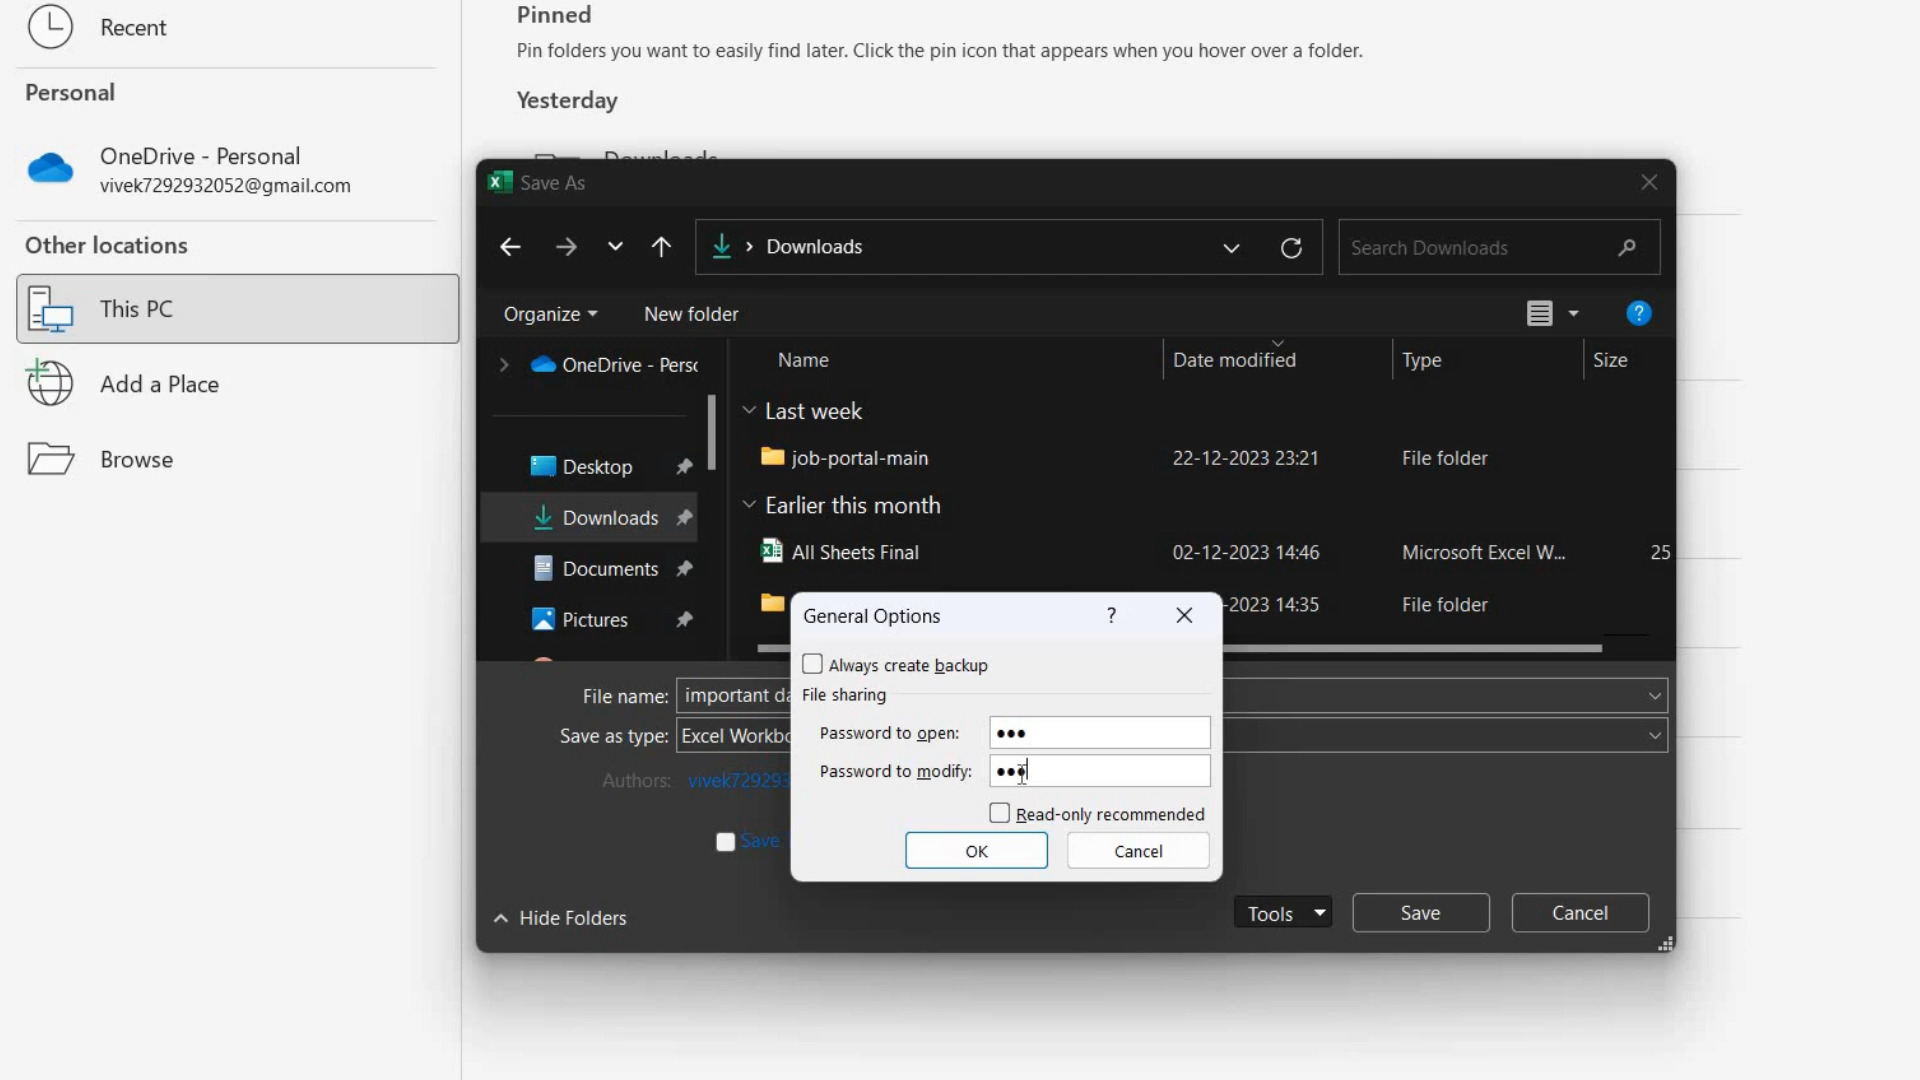 Recent
Pinned
Pin folders you want to easily find later. Click the pin icon that appears when you hover over a folder.
Personal
Yesterday
OneDrive - Personal
vivek7292932052@gmail.com
Downloads
Save As
Other locations
Downloads
Search Downloads
This PC
Organize
New folder
OneDrive - Perso
Name
Date modified
Type
Size
Add a Place
Last week
Browse
Desktop
job-portal-main
22-12-2023 23:21
File folder
Downloads
Earlier this month
All Sheets Final
02-12-2023 14:46
Microsoft Excel W...
25
Documents
-2023 14:35
File folder
Pictures
General Options
?
Always create backup
File sharing
File name:
important da
Password to open:
•••
Save as type:
Excel Workbo
Password to modify:
•••
Authors:
vivek729293
Read-only recommended
Save
OK
Cancel
Hide Folders
Tools
Save
Cancel